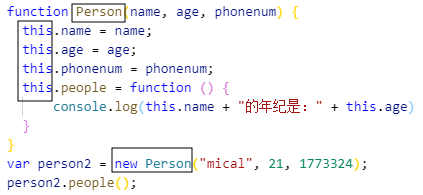 function Person(name, age, phonenum) {
this.name = name;
this.age = age;
this.phonenum = phonenum;
this.people = function () {
console.log(this.name + "的年纪是：" + this.age)
}
}
var person2 = new Person("mical", 21, 1773324);
person2.people();